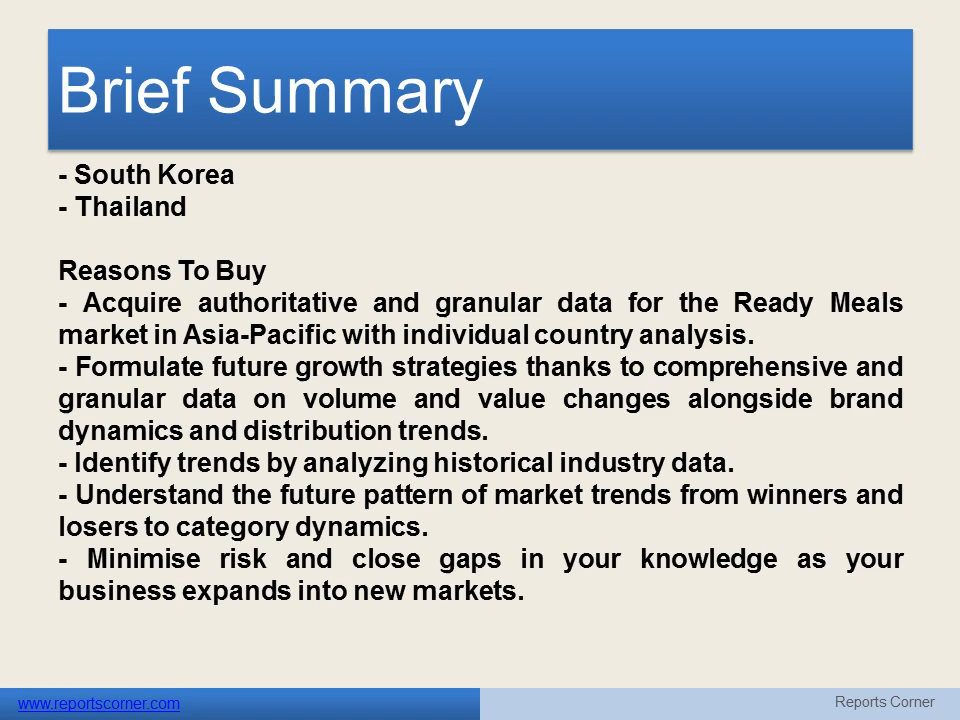 Brief Summary
- South Korea
- Thailand
Reasons To Buy
- Acquire authoritative and granular data for the Ready Meals
market in Asia-Pacific with individual country analysis.
- Formulate future growth strategies thanks to comprehensive and
granular data on volume and value changes alongside brand
dynamics and distribution trends.
- Identify trends by analyzing historical industry data.
- Understand the future pattern of market trends from winners and
losers to category dynamics.
- Minimise risk and close gaps in your knowledge as your
business expands into new markets.
www.reportscorner.com
Reports Corner